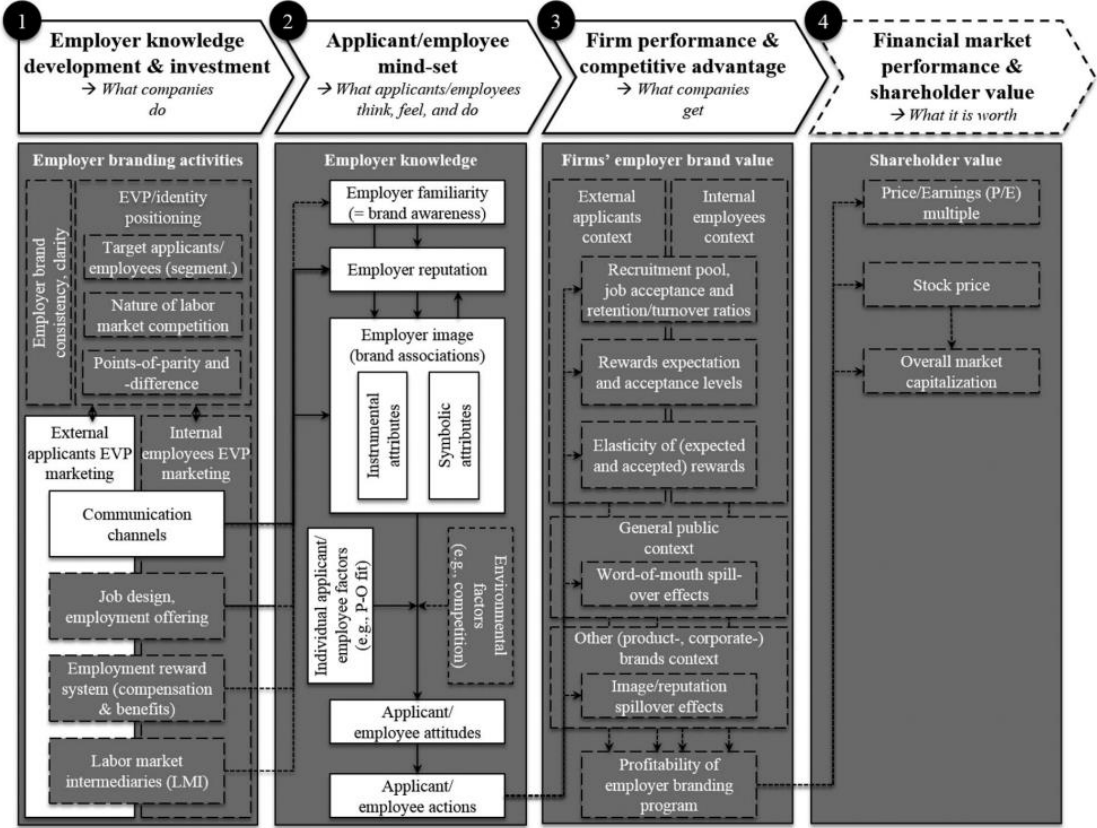 1
Employer knowledge
development & investment
→ What companies
do
2
Applicant/employee
mind-set
→ What applicants/employees
think, feel, and do
3
Firm performance &
competitive advantage
→ What companies
get
4
Financial market
performance &
shareholder value
→ What it is worth
Employer branding activities
Employer brand
consistency, clarity
EVP/identity
positioning
Target applicants/
employees (segment.)
Nature of labor
market competition
Points-of-parity and
-difference
External
applicants EVP
marketing
Internal
employees EVP
marketing
Communication
channels
Job design,
employment offering
Employment reward
system (compensation
& benefits)
Labor market
intermediaries (LMI)
Employer knowledge
Employer familiarity
(= brand awareness)
Employer reputation
Employer image
(brand associations)
Instrumental
attributes
Symbolic
attributes
Individual applicant/
employee factors
(e.g., P-O fit)
Environmental
factors
(e.g., competition)
Applicant/
employee attitudes
Applicant/
employee actions
Firms' employer brand value
External
applicants
context
Internal
employees
context
Recruitment pool,
job acceptance and
retention/turnover ratios
Rewards expectation
and acceptance levels
Elasticity of (expected
and accepted) rewards
General public
context
Word-of-mouth spill-
over effects
Other (product-, corporate-)
brands context
Image/reputation
spillover effects
Profitability of
employer branding
program
Shareholder value
Price/Earnings (P/E)
multiple
Stock price
Overall market
capitalization